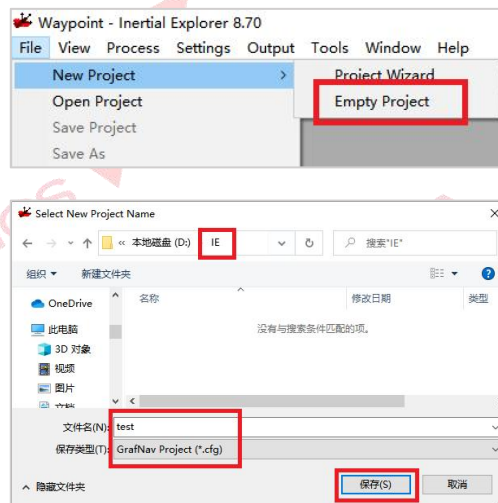 Waypoint - Inertial Explorer 8.70
File View Process Settings Output Tools Window Help
New Project > Project Wizard
Open Project Empty Project
Save Project
Save As
Select New Project Name ×
« 本地磁盘 (D:) IE 搜索"IE"
组织 新建文件夹
OneDrive 名称 修改日期 类型
此电脑 没有与搜索条件匹配的项。
3D 对象
视频
图片
文件名(N): test
保存类型(T): GrafNav Project (*.cfg)
隐藏文件夹 保存(S) 取消